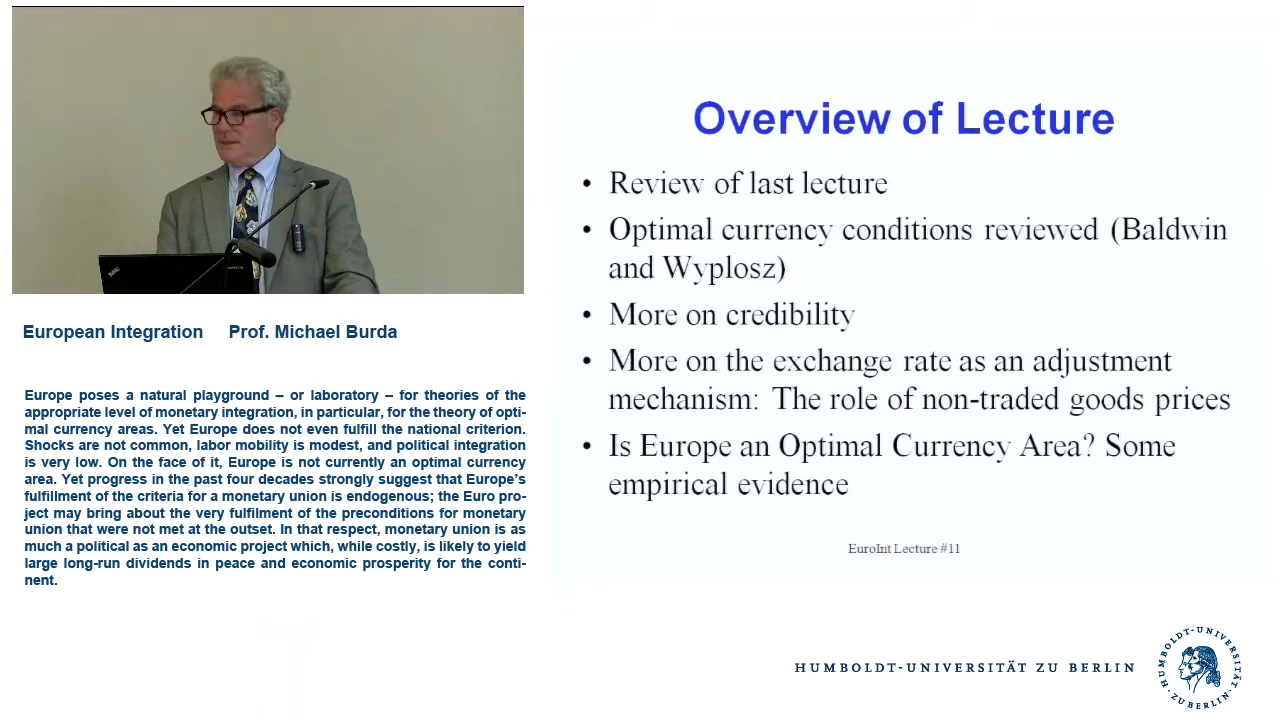 European Integration Prof. Michael Burda
Europe poses a natural playground – or laboratory – for theories of the
appropriate level of monetary integration, in particular, for the theory of opti-
mal currency areas. Yet Europe does not even fulfill the national criterion.
Shocks are not common, labor mobility is modest, and political integration
is very low. On the face of it, Europe is not currently an optimal currency
area. Yet progress in the past four decades strongly suggest that Europe's
fulfillment of the criteria for a monetary union is endogenous; the Euro pro-
ject may bring about the very fulfilment of the preconditions for monetary
union that were not met at the outset. In that respect, monetary union is as
much a political as an economic project which, while costly, is likely to yield
large long-run dividends in peace and economic prosperity for the conti-
nent.
Overview of Lecture
• Review of last lecture
• Optimal currency conditions reviewed (Baldwin
and Wyplosz)
• More on credibility
• More on the exchange rate as an adjustment
mechanism: The role of non-traded goods prices
• Is Europe an Optimal Currency Area? Some
empirical evidence
EuroInt Lecture #11
HUMBOLDT-UNIVERSITÄT ZU BERLIN
HUMBOLDT-UNIVERSITÄT
ZU BERLIN